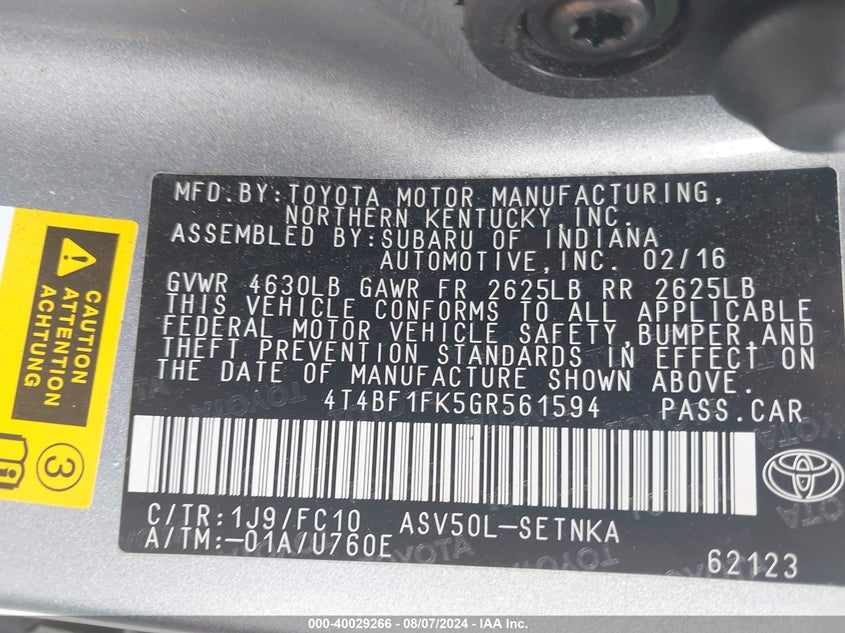 MFD.BY:TOYOTA MOTOR MANUFACTURING,
NORTHERN KENTUCKY,INC.
ASSEMBLED BY:SUBARU OF INDIANA
AUTOMOTIVE,INC. 02/16
GVWR 4630LB GAWR FR 2625LB RR 2625LB
THIS VEHICLE CONFORMS TO ALL APPLICABLE
FEDERAL MOTOR VEHICLE SAFETY,BUMPER,AND
THEFT PREVENTION STANDARDS IN EFFECT ON
THE DATE OF MANUFACTURE SHOWN ABOVE.
4T4BF1FK5GR561594 PASS.CAR
C/TR:1J9/FC10 ASV50L-SETNKA
A/TM:-01A/U760E
62123
TOYOTA
CAUTION
ATTENTION
ACHTUNG
3
000-40029266 - 08/07/2024 - IAA Inc.